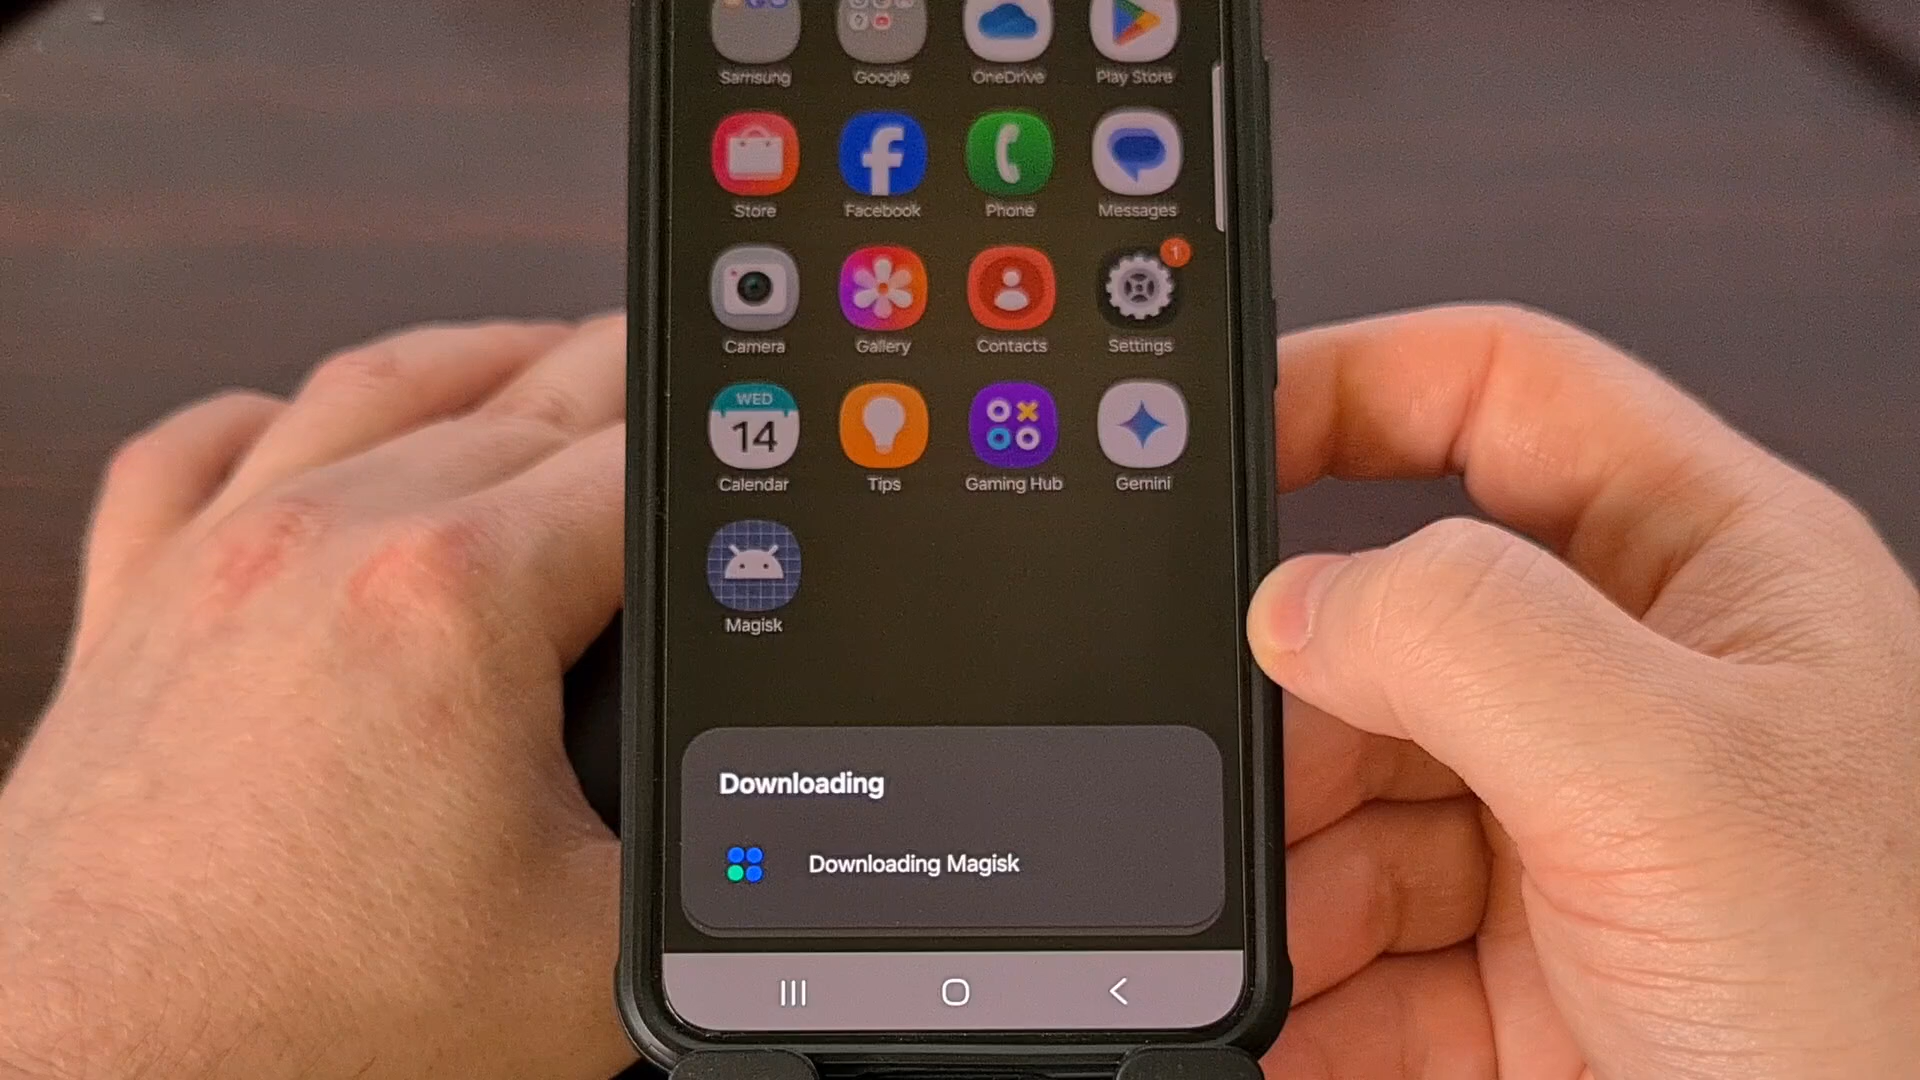 Samsung Google OneDrive Play Store
Store Facebook Phone Messages
1
Camera Gallery Contacts Settings
WED
14
Calendar Tips Gaming Hub Gemini
Magisk
Downloading
Downloading Magisk